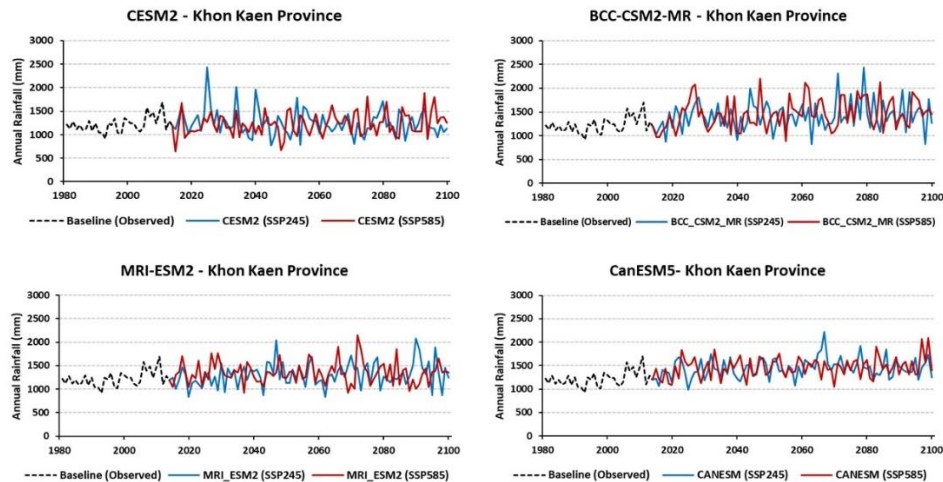 CESM2 - Khon Kaen Province
Annual Rainfall (mm)
3000
2500
2000
1500
1000
500
0
1980 2000 2020 2040 2060 2080 2100
Baseline (Observed) CESM2 (SSP245) CESM2 (SSP585)
BCC-CSM2-MR - Khon Kaen Province
Annual Rainfall (mm)
3000
2500
2000
1500
1000
500
0
1980 2000 2020 2040 2060 2080 2100
Baseline (Observed) BCC_CSM2_MR (SSP245) BCC_CSM2_MR (SSP585)
MRI-ESM2 - Khon Kaen Province
Annual Rainfall (mm)
3000
2500
2000
1500
1000
500
0
1980 2000 2020 2040 2060 2080 2100
Baseline (Observed) MRI_ESM2 (SSP245) MRI_ESM2 (SSP585)
CanESM5- Khon Kaen Province
Annual Rainfall (mm)
3000
2500
2000
1500
1000
500
0
1980 2000 2020 2040 2060 2080 2100
Baseline (Observed) CANESM (SSP245) CANESM (SSP585)